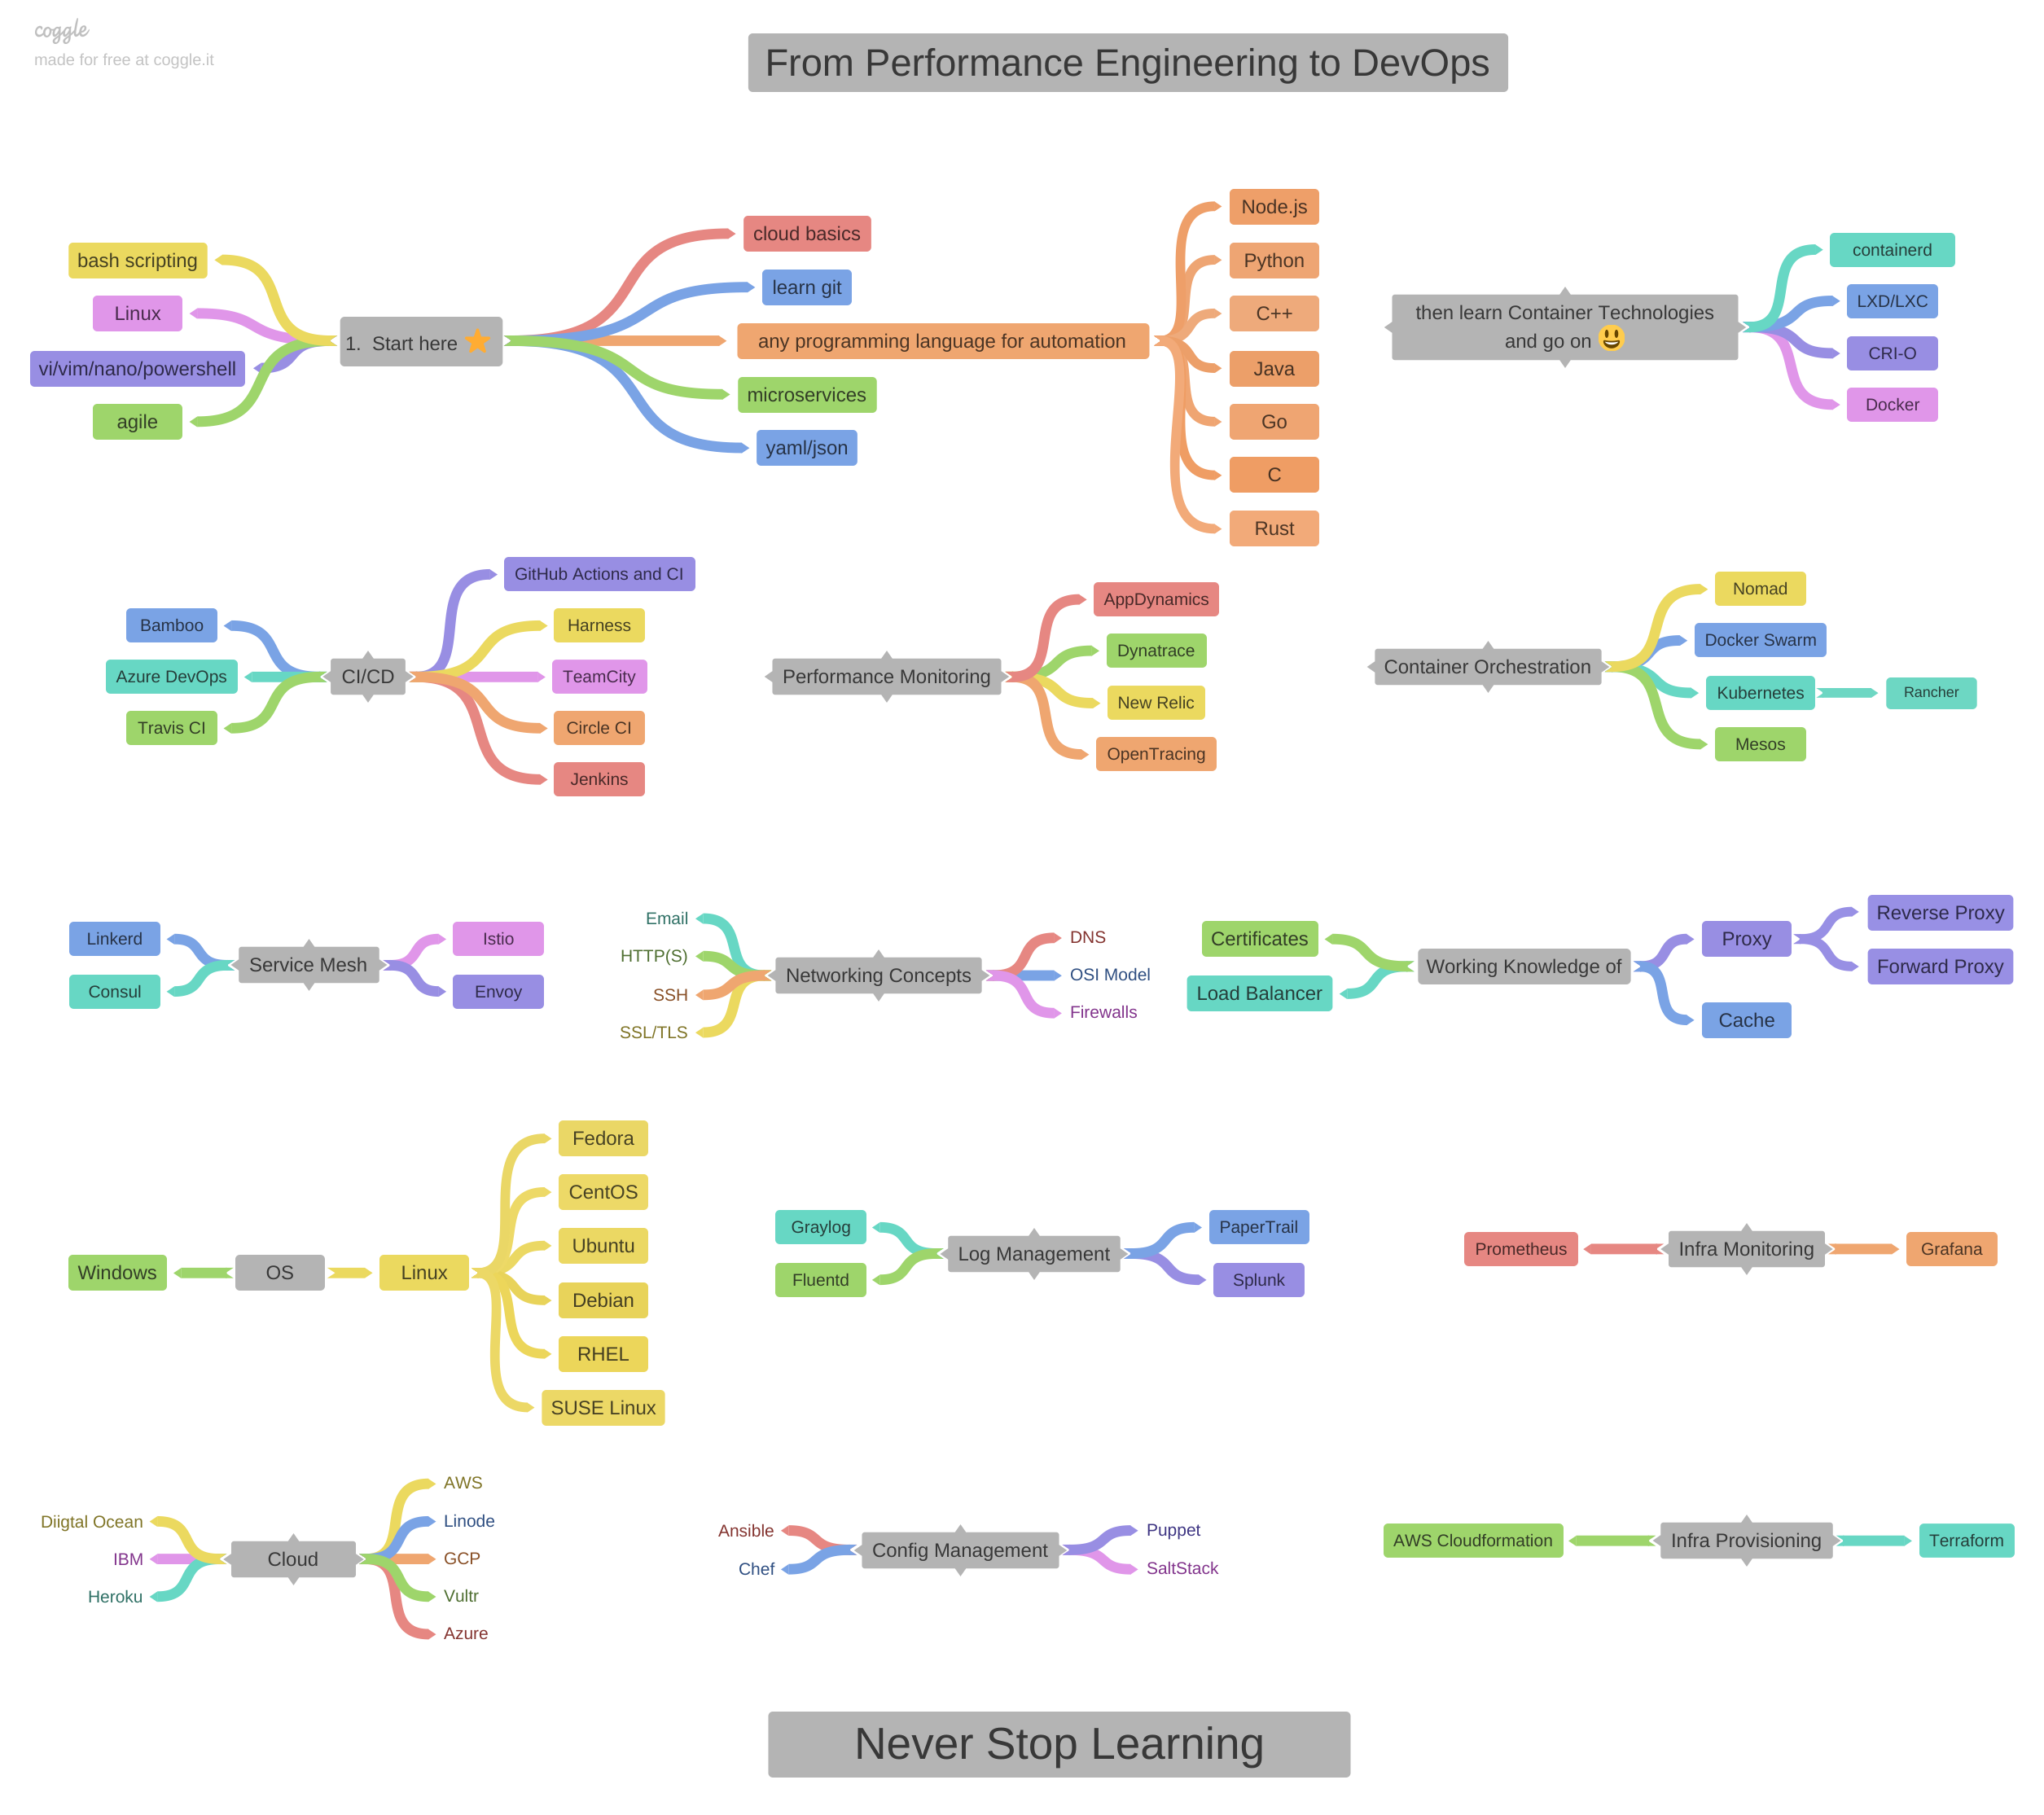 coggle
made for free at coggle.it
From Performance Engineering to DevOps
bash scripting
Linux
vi/vim/nano/powershell
agile
1. Start here
cloud basics
learn git
any programming language for automation
microservices
yaml/json
Node.js
Python
C++
Java
Go
C
Rust
then learn Container Technologies
and go on
containerd
LXD/LXC
CRI-O
Docker
Bamboo
Azure DevOps
Travis CI
CI/CD
GitHub Actions and CI
Harness
TeamCity
Circle CI
Jenkins
Performance Monitoring
AppDynamics
Dynatrace
New Relic
OpenTracing
Container Orchestration
Nomad
Docker Swarm
Kubernetes
Rancher
Mesos
Linkerd
Consul
Service Mesh
Istio
Envoy
Email
HTTP(S)
SSH
SSL/TLS
Networking Concepts
DNS
OSI Model
Firewalls
Certificates
Load Balancer
Working Knowledge of
Proxy
Reverse Proxy
Forward Proxy
Cache
Windows
OS
Linux
Fedora
CentOS
Ubuntu
Debian
RHEL
SUSE Linux
Graylog
Fluentd
Log Management
PaperTrail
Splunk
Prometheus
Infra Monitoring
Grafana
Diigtal Ocean
IBM
Heroku
Cloud
AWS
Linode
GCP
Vultr
Azure
Ansible
Chef
Config Management
Puppet
SaltStack
AWS Cloudformation
Infra Provisioning
Terraform
Never Stop Learning